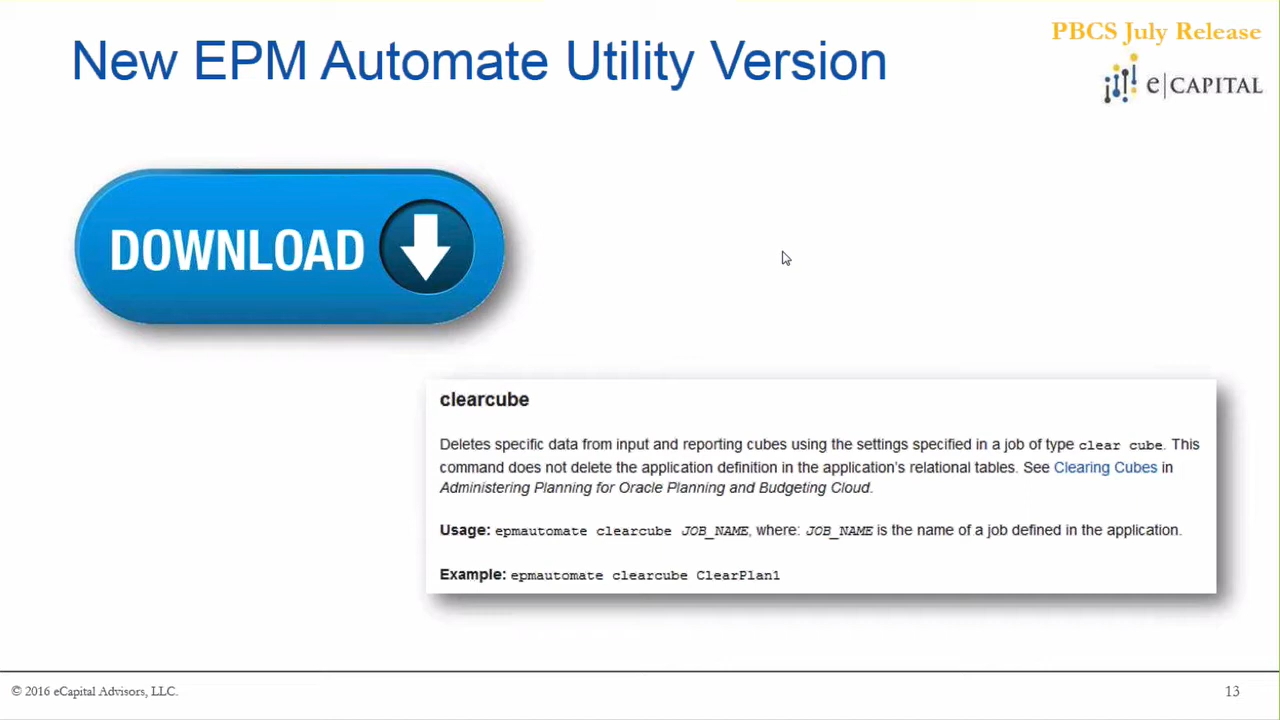 New EPM Automate Utility Version
PBCS July Release
e|CAPITAL
DOWNLOAD
clearcube
Deletes specific data from input and reporting cubes using the settings specified in a job of type clear cube. This
command does not delete the application definition in the application's relational tables. See Clearing Cubes in
Administering Planning for Oracle Planning and Budgeting Cloud.
Usage: epmautomate clearcube JOB_NAME, where: JOB_NAME is the name of a job defined in the application.
Example: epmautomate clearcube ClearPlan1
© 2016 eCapital Advisors, LLC.
13